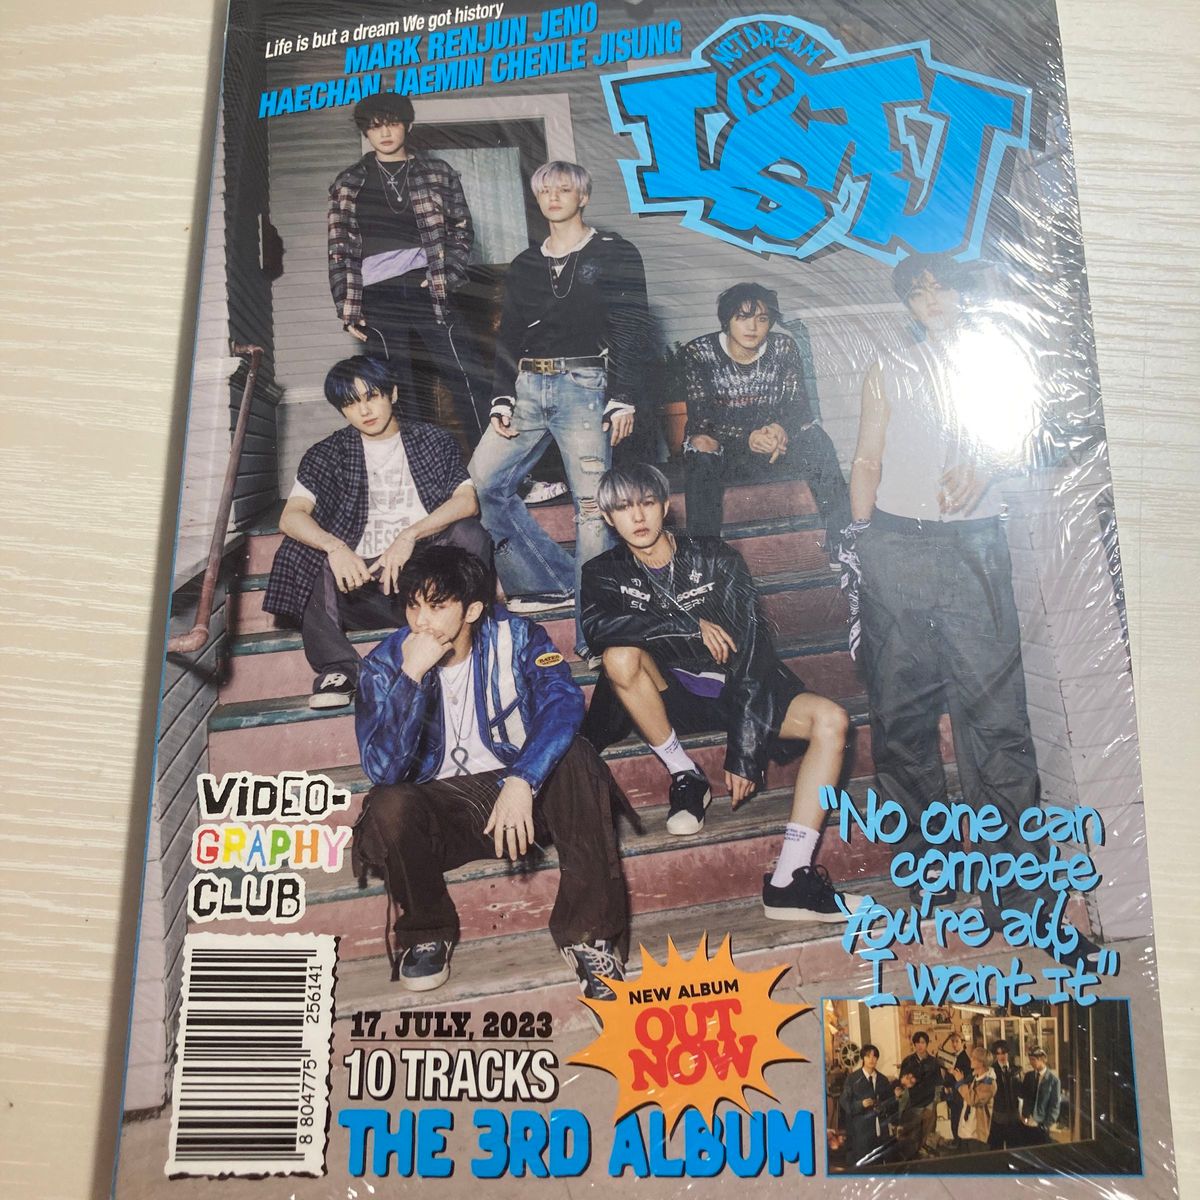 Life is but a dream We got history
MARK RENJUN JENO
HAECHAN JAEMIN CHENLE JISUNG
NCT DREAM
3
ISTJ
VIDEO-
GRAPHY
CLUB
"No one can
compete
You're all
I want it"
NEW ALBUM
OUT
NOW
17, JULY, 2023
10 TRACKS
THE 3RD ALBUM
8 804775 256141